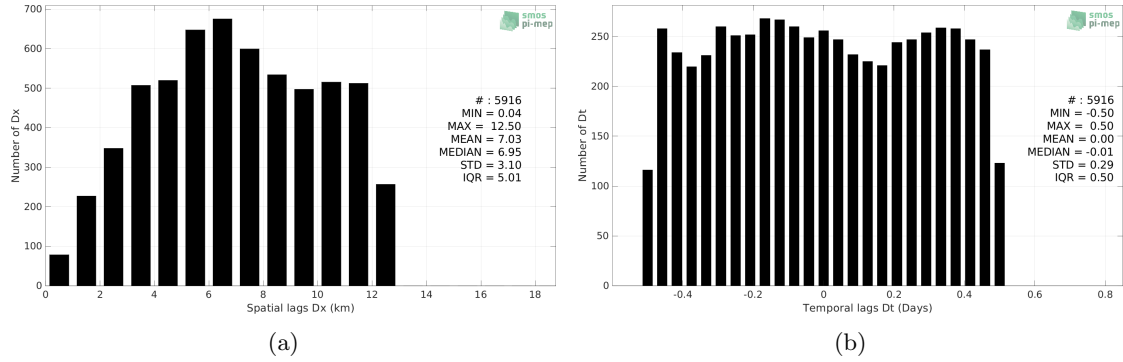 700
600
500
400
300
200
100
0
Number of Dx
0 2 4 6 8 10 12 14 16 18
Spatial lags Dx (km)
smos
pi-mep
# : 5916
MIN = 0.04
MAX = 12.50
MEAN = 7.03
MEDIAN = 6.95
STD = 3.10
IQR = 5.01
(a)
250
200
150
100
50
0
Number of Dt
-0.4 -0.2 0 0.2 0.4 0.6 0.8
Temporal lags Dt (Days)
smos
pi-mep
# : 5916
MIN = -0.50
MAX = 0.50
MEAN = 0.00
MEDIAN = -0.01
STD = 0.29
IQR = 0.50
(b)